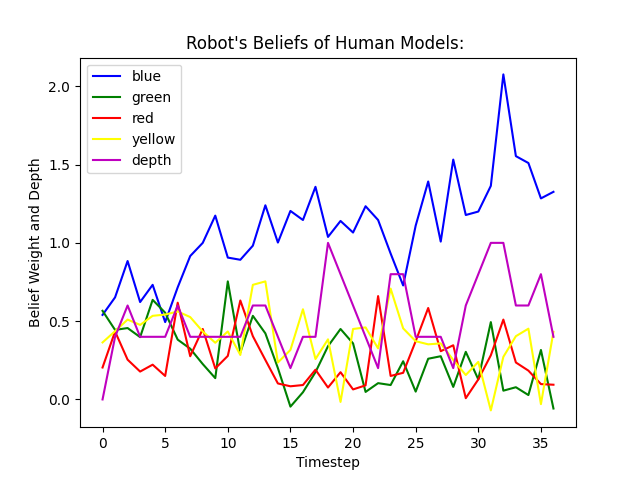 Robot's Beliefs of Human Models:
blue
green
red
yellow
depth
Belief Weight and Depth
2.0
1.5
1.0
0.5
0.0
0 5 10 15 20 25 30 35
Timestep